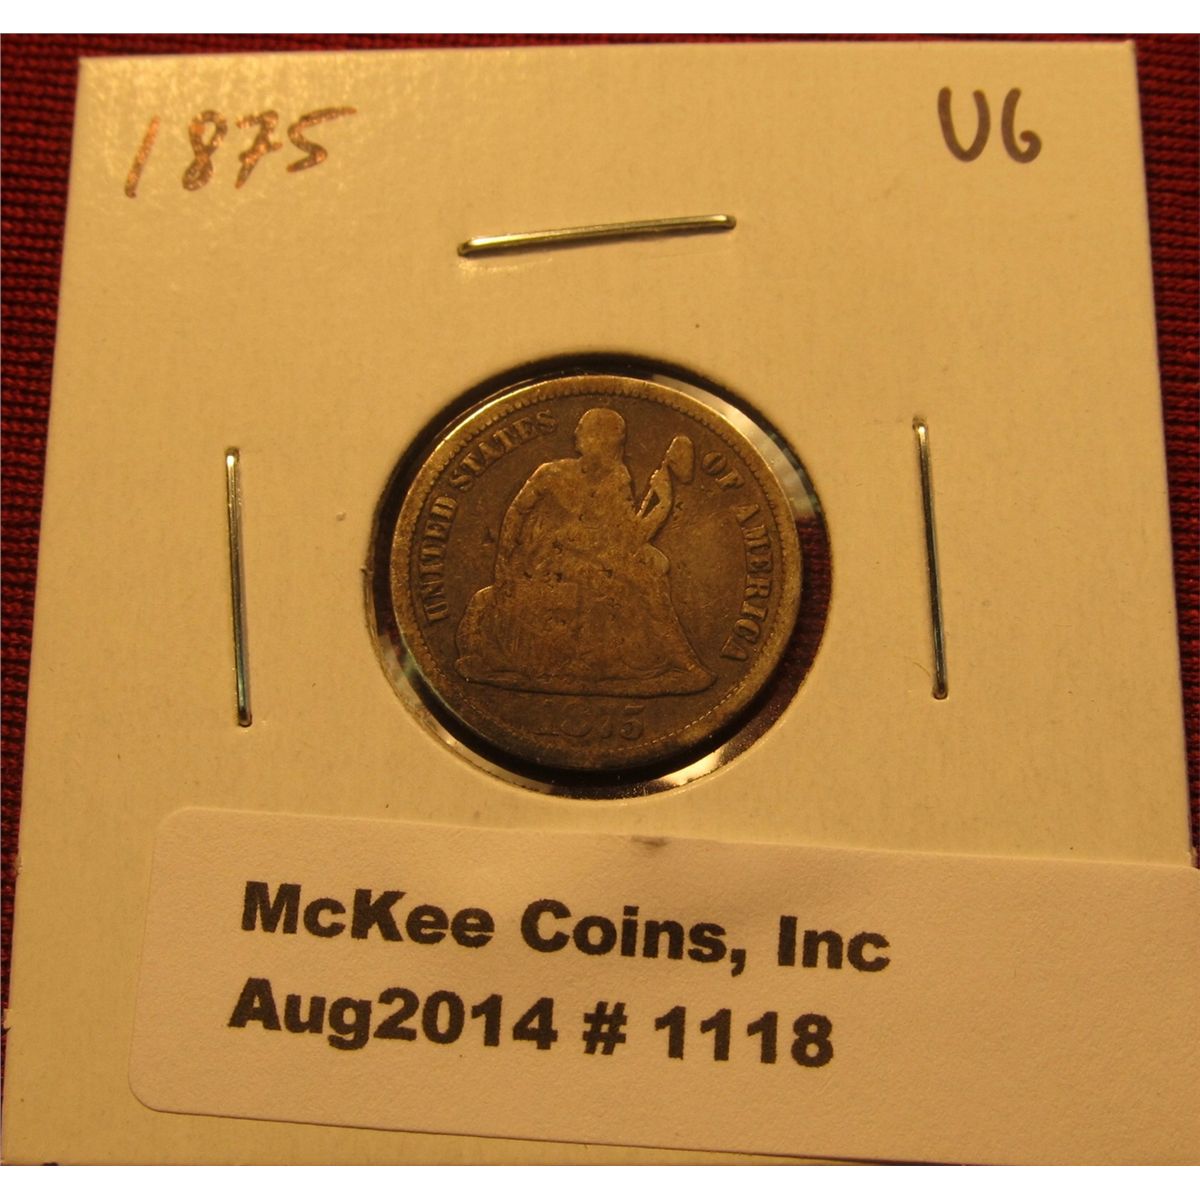 1875
VG
UNITED STATES OF AMERICA
1875
McKee Coins, Inc
Aug2014 # 1118